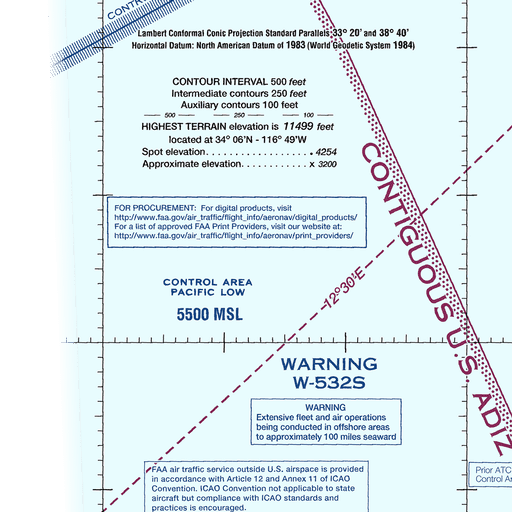 CONTR
Lambert Conformal Conic Projection Standard Parallels 33° 20' and 38° 40'
Horizontal Datum: North American Datum of 1983 (World Geodetic System 1984)
CONTOUR INTERVAL 500 feet
Intermediate contours 250 feet
Auxiliary contours 100 feet
500 250 100
HIGHEST TERRAIN elevation is 11499 feet
located at 34° 06'N - 116° 49'W
Spot elevation . . . . . . . . . . . . . . . . . . 4254
Approximate elevation . . . . . . . . . . . . x 3200
CONTIGUOUS U.S. ADIZ
FOR PROCUREMENT: For digital products, visit
http://www.faa.gov/air_traffic/flight_info/aeronav/digital_products/
For a list of approved FAA Print Providers, visit our website at:
http://www.faa.gov/air_traffic/flight_info/aeronav/print_providers/
CONTROL AREA
PACIFIC LOW
5500 MSL
12°30'E
WARNING
W-532S
WARNING
Extensive fleet and air operations
being conducted in offshore areas
to approximately 100 miles seaward
FAA air traffic service outside U.S. airspace is provided
in accordance with Article 12 and Annex 11 of ICAO
Convention. ICAO Convention not applicable to state
aircraft but compliance with ICAO standards and
practices is encouraged.
Prior ATC
Control Ar